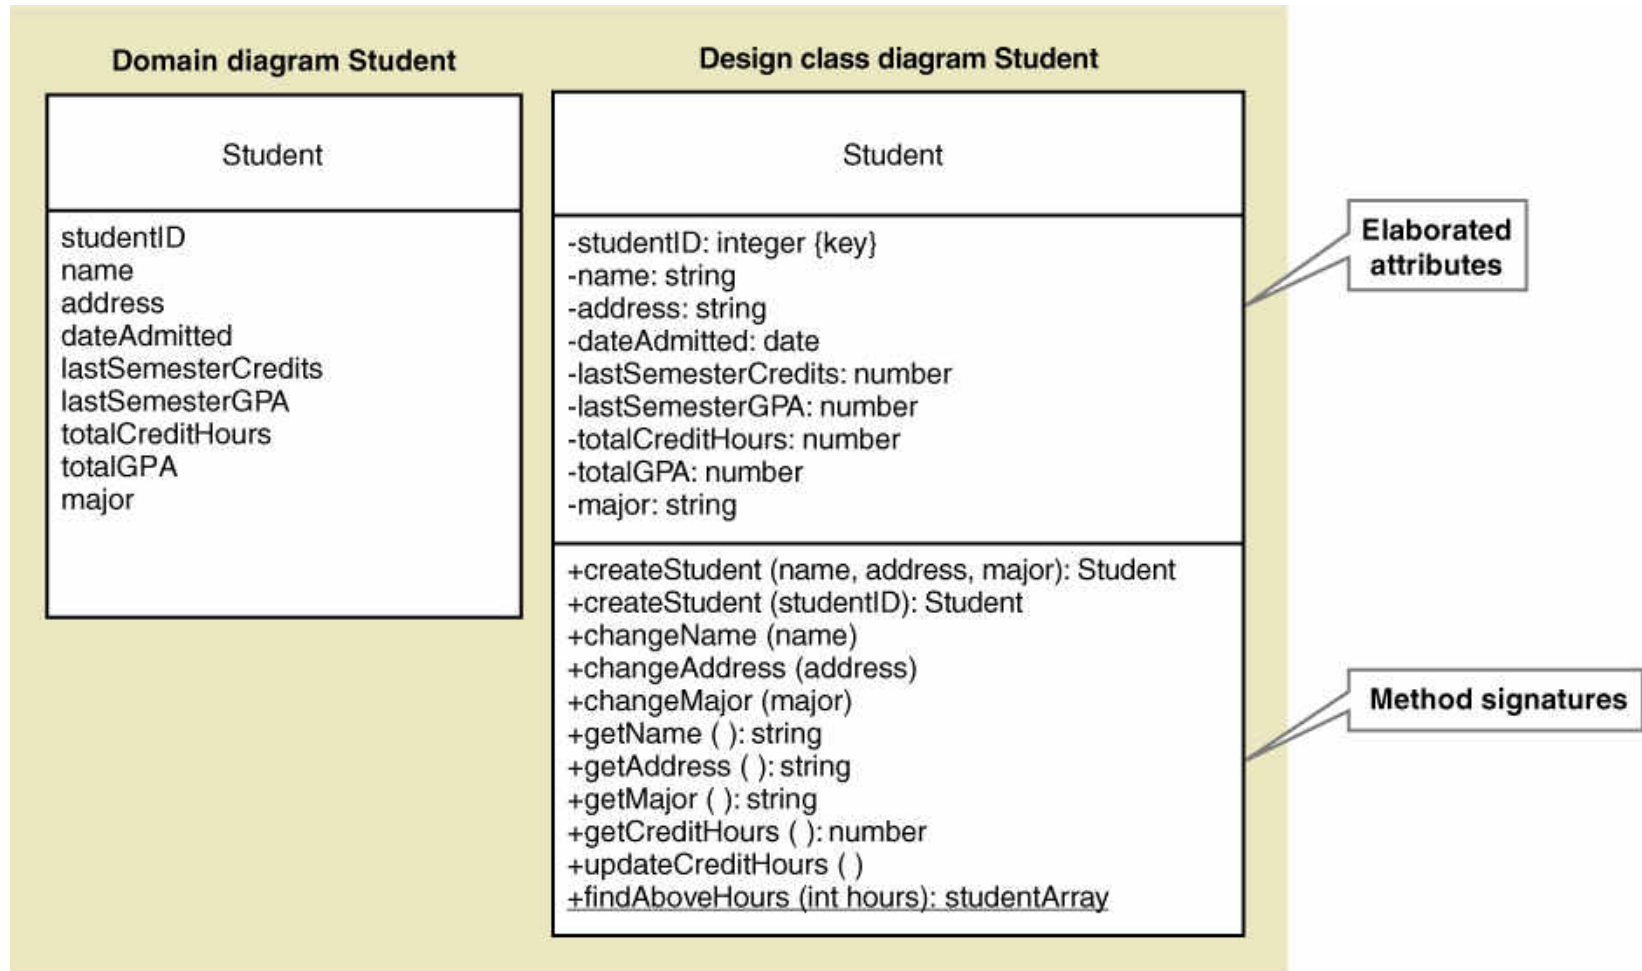 Domain diagram Student
Student
studentID
name
address
dateAdmitted
lastSemesterCredits
lastSemesterGPA
totalCreditHours
totalGPA
major
Design class diagram Student
Student
-studentID: integer {key}
-name: string
-address: string
-dateAdmitted: date
-lastSemesterCredits: number
-lastSemesterGPA: number
-totalCreditHours: number
-totalGPA: number
-major: string
+createStudent (name, address, major): Student
+createStudent (studentID): Student
+changeName (name)
+changeAddress (address)
+changeMajor (major)
+getName ( ): string
+getAddress ( ): string
+getMajor ( ): string
+getCreditHours ( ): number
+updateCreditHours ( )
+findAboveHours (int hours): studentArray
Elaborated
attributes
Method signatures